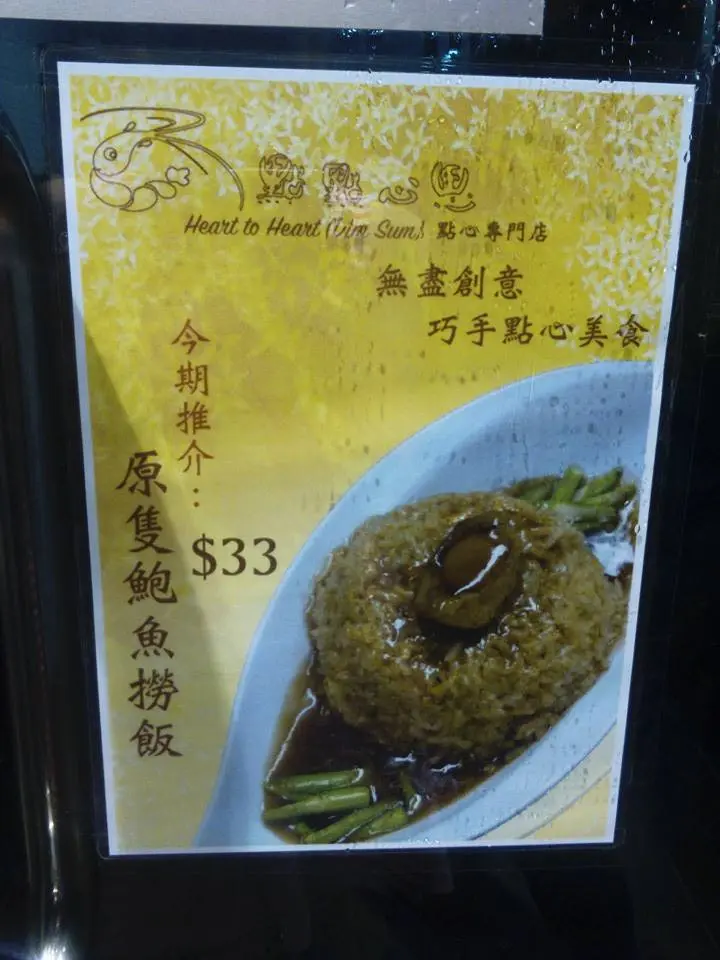 點點心意
Heart to Heart (Dim Sum) 點心專門店
無盡創意
巧手點心美食
今期推介：
原隻鮑魚撈飯
$33